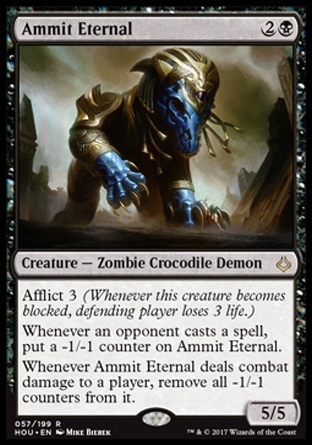 Ammit Eternal 2
Creature — Zombie Crocodile Demon
Afflict 3 (Whenever this creature becomes
blocked, defending player loses 3 life.)
Whenever an opponent casts a spell,
put a -1/-1 counter on Ammit Eternal.
Whenever Ammit Eternal deals combat
damage to a player, remove all -1/-1
counters from it.
5/5
057/199 R
HOU • EN MIKE BIEREK
™ & © 2017 Wizards of the Coast